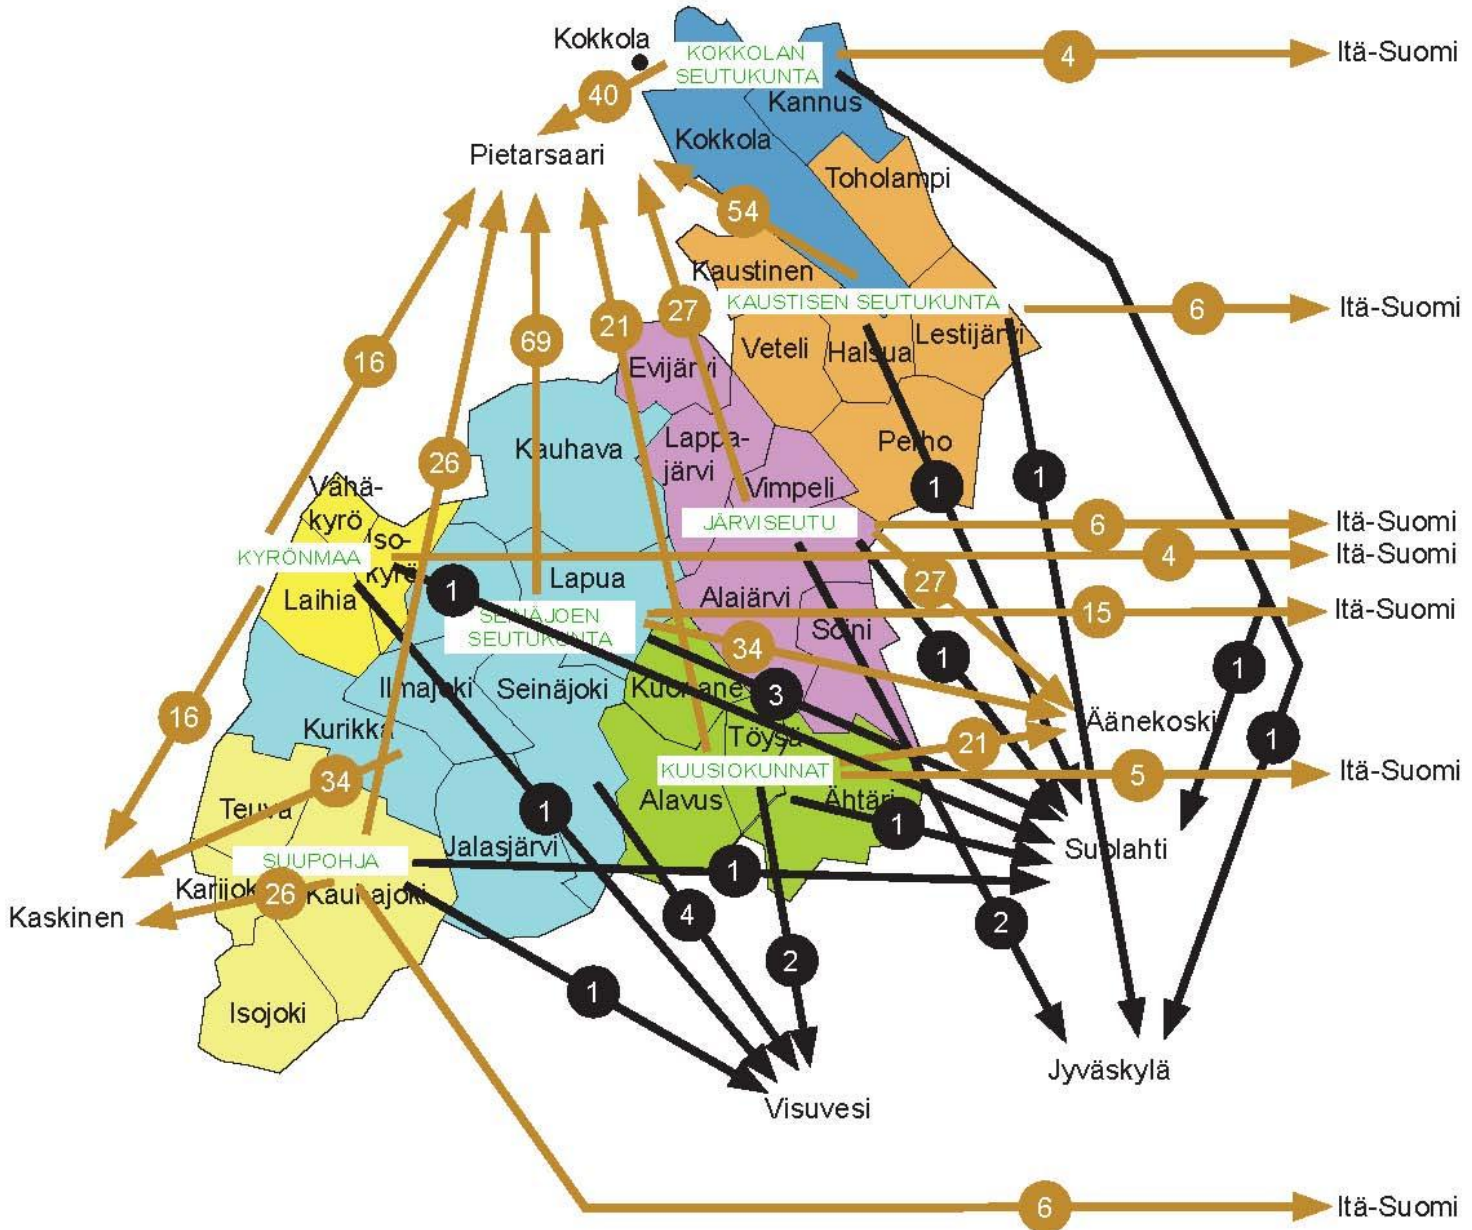 Kokkola
KOKKOLAN
SEUTUKUNTA
4
Itä-Suomi
40
Kannus
Kokkola
Pietarsaari
Toholampi
54
Kaustinen
KAUSTISEN SEUTUKUNTA
6
Itä-Suomi
27
21
69
16
Veteli
Halsua
Lestijärvi
Evijärvi
Kauhava
Lappa-
järvi
Perho
26
Vimpeli
1
1
Vähä-
kyrö
Iso-
kyrö
JÄRVISEUTU
6
Itä-Suomi
KYRÖNMAA
4
Itä-Suomi
Laihia
1
Lapua
27
Alajärvi
Soini
SEINÄJOEN
SEUTUKUNTA
15
Itä-Suomi
34
1
1
Ilmajoki
Seinäjoki
Kuortane
3
16
Kurikka
Töysä
21
Äänekoski
1
KUUSIOKUNNAT
5
Itä-Suomi
34
Teuva
Alavus
Ähtäri
1
1
Jalasjärvi
Suolahti
SUUPOHJA
1
Karijoki
26
Kauhajoki
Kaskinen
4
2
2
1
Isojoki
Jyväskylä
Visuvesi
6
Itä-Suomi